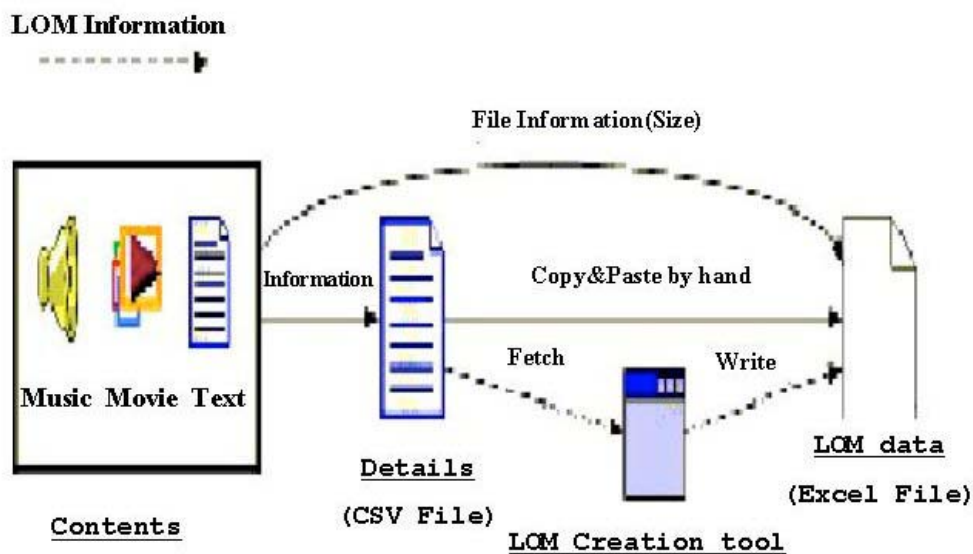 LOM Information
File Information(Size)
Information
Copy&Paste by hand
Fetch
Write
Music Movie Text
Details
(CSV File)
LOM data
(Excel File)
Contents
LOM Creation tool